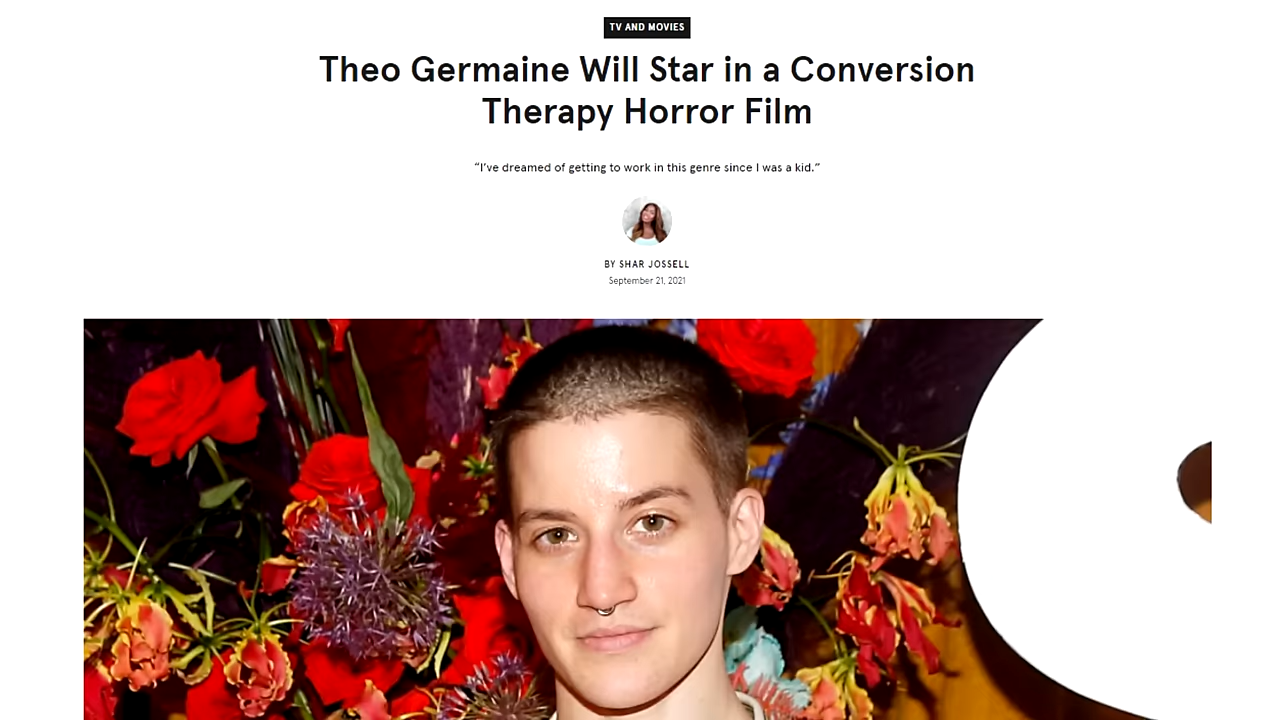 TV AND MOVIES
Theo Germaine Will Star in a Conversion
Therapy Horror Film
“I’ve dreamed of getting to work in this genre since I was a kid.”
BY SHAR JOSSELL
September 21, 2021